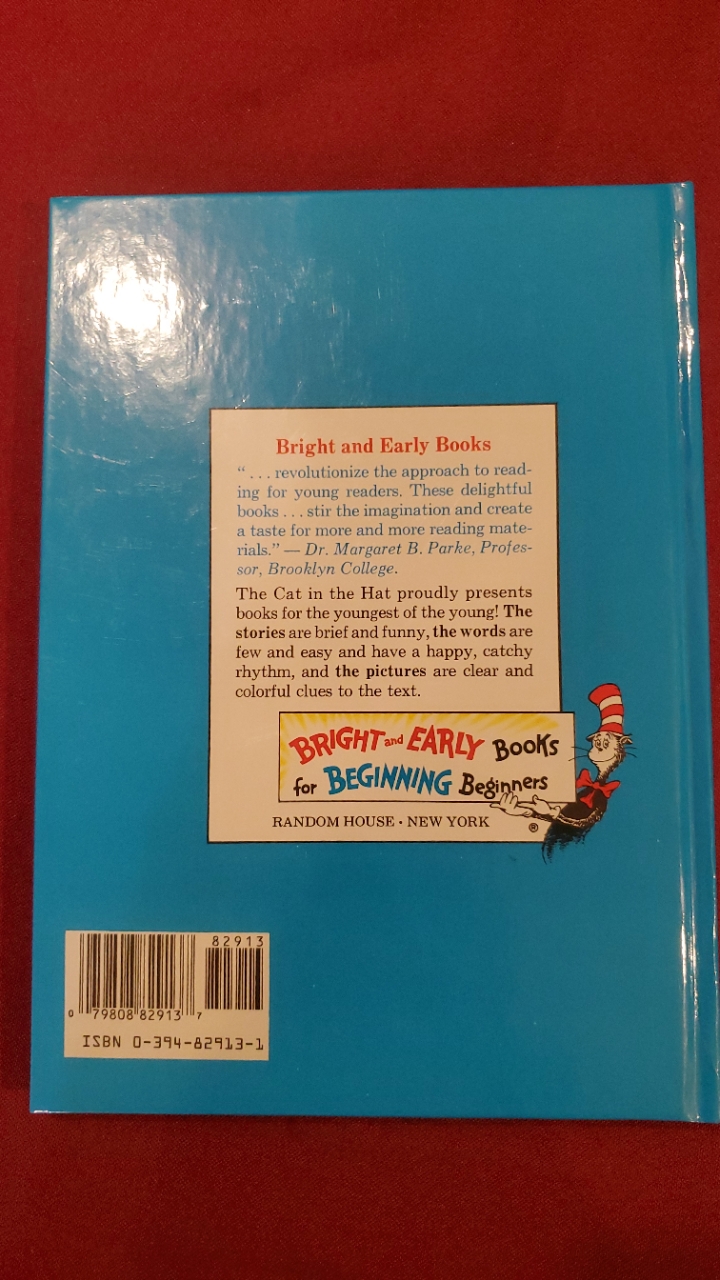 Bright and Early Books
“ . . . revolutionize the approach to read-
ing for young readers. These delightful
books . . . stir the imagination and create
a taste for more and more reading mate-
rials.” — Dr. Margaret B. Parke, Profes-
sor, Brooklyn College.
The Cat in the Hat proudly presents
books for the youngest of the young! The
stories are brief and funny, the words are
few and easy and have a happy, catchy
rhythm, and the pictures are clear and
colorful clues to the text.
BRIGHT and EARLY BOOKS
for BEGINNING Beginners
RANDOM HOUSE · NEW YORK
®
82913
0 79808 82913 7
ISBN 0-394-82913-1